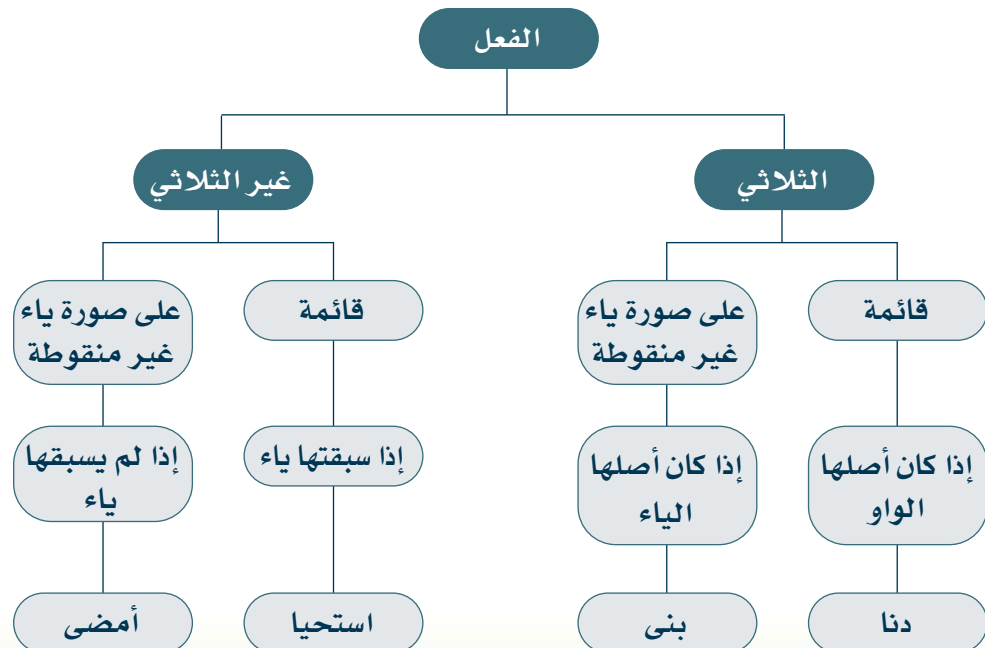 الفعل
الثلاثي
غير الثلاثي
قائمة
على صورة ياء
غير منقوطة
قائمة
على صورة ياء
غير منقوطة
إذا كان أصلها
الواو
إذا كان أصلها
الياء
إذا سبقتها ياء
إذا لم يسبقها
ياء
دنا
بنى
استحيا
أمضى